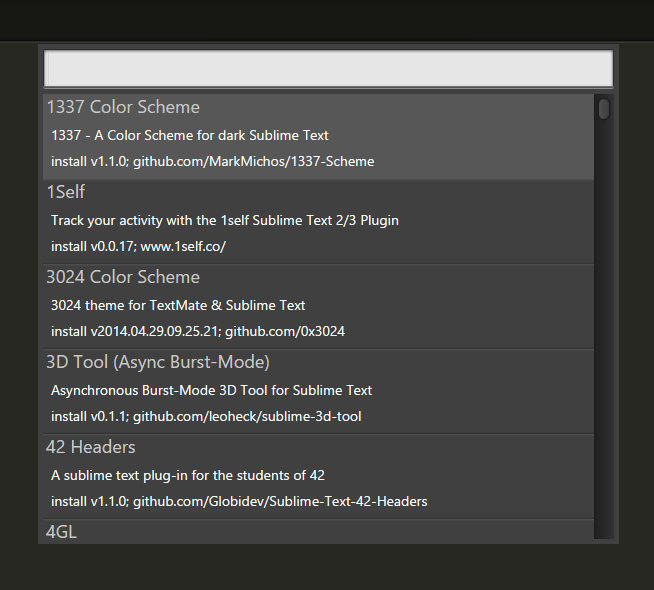 1337 Color Scheme
1337 - A Color Scheme for dark Sublime Text
install v1.1.0; github.com/MarkMichos/1337-Scheme
1Self
Track your activity with the 1self Sublime Text 2/3 Plugin
install v0.0.17; www.1self.co/
3024 Color Scheme
3024 theme for TextMate & Sublime Text
install v2014.04.29.09.25.21; github.com/0x3024
3D Tool (Async Burst-Mode)
Asynchronous Burst-Mode 3D Tool for Sublime Text
install v0.1.1; github.com/leoheck/sublime-3d-tool
42 Headers
A sublime text plug-in for the students of 42
install v1.1.0; github.com/Globidev/Sublime-Text-42-Headers
4GL